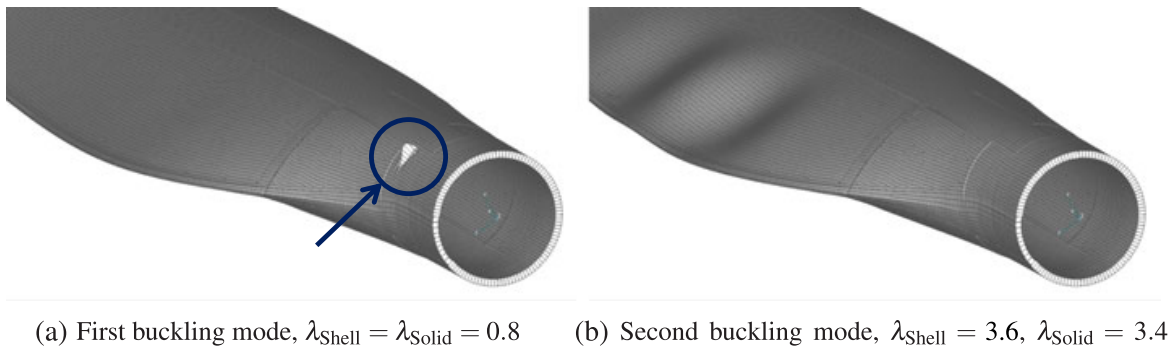 (a) First buckling mode, λShell = λSolid = 0.8
(b) Second buckling mode, λShell = 3.6, λSolid = 3.4